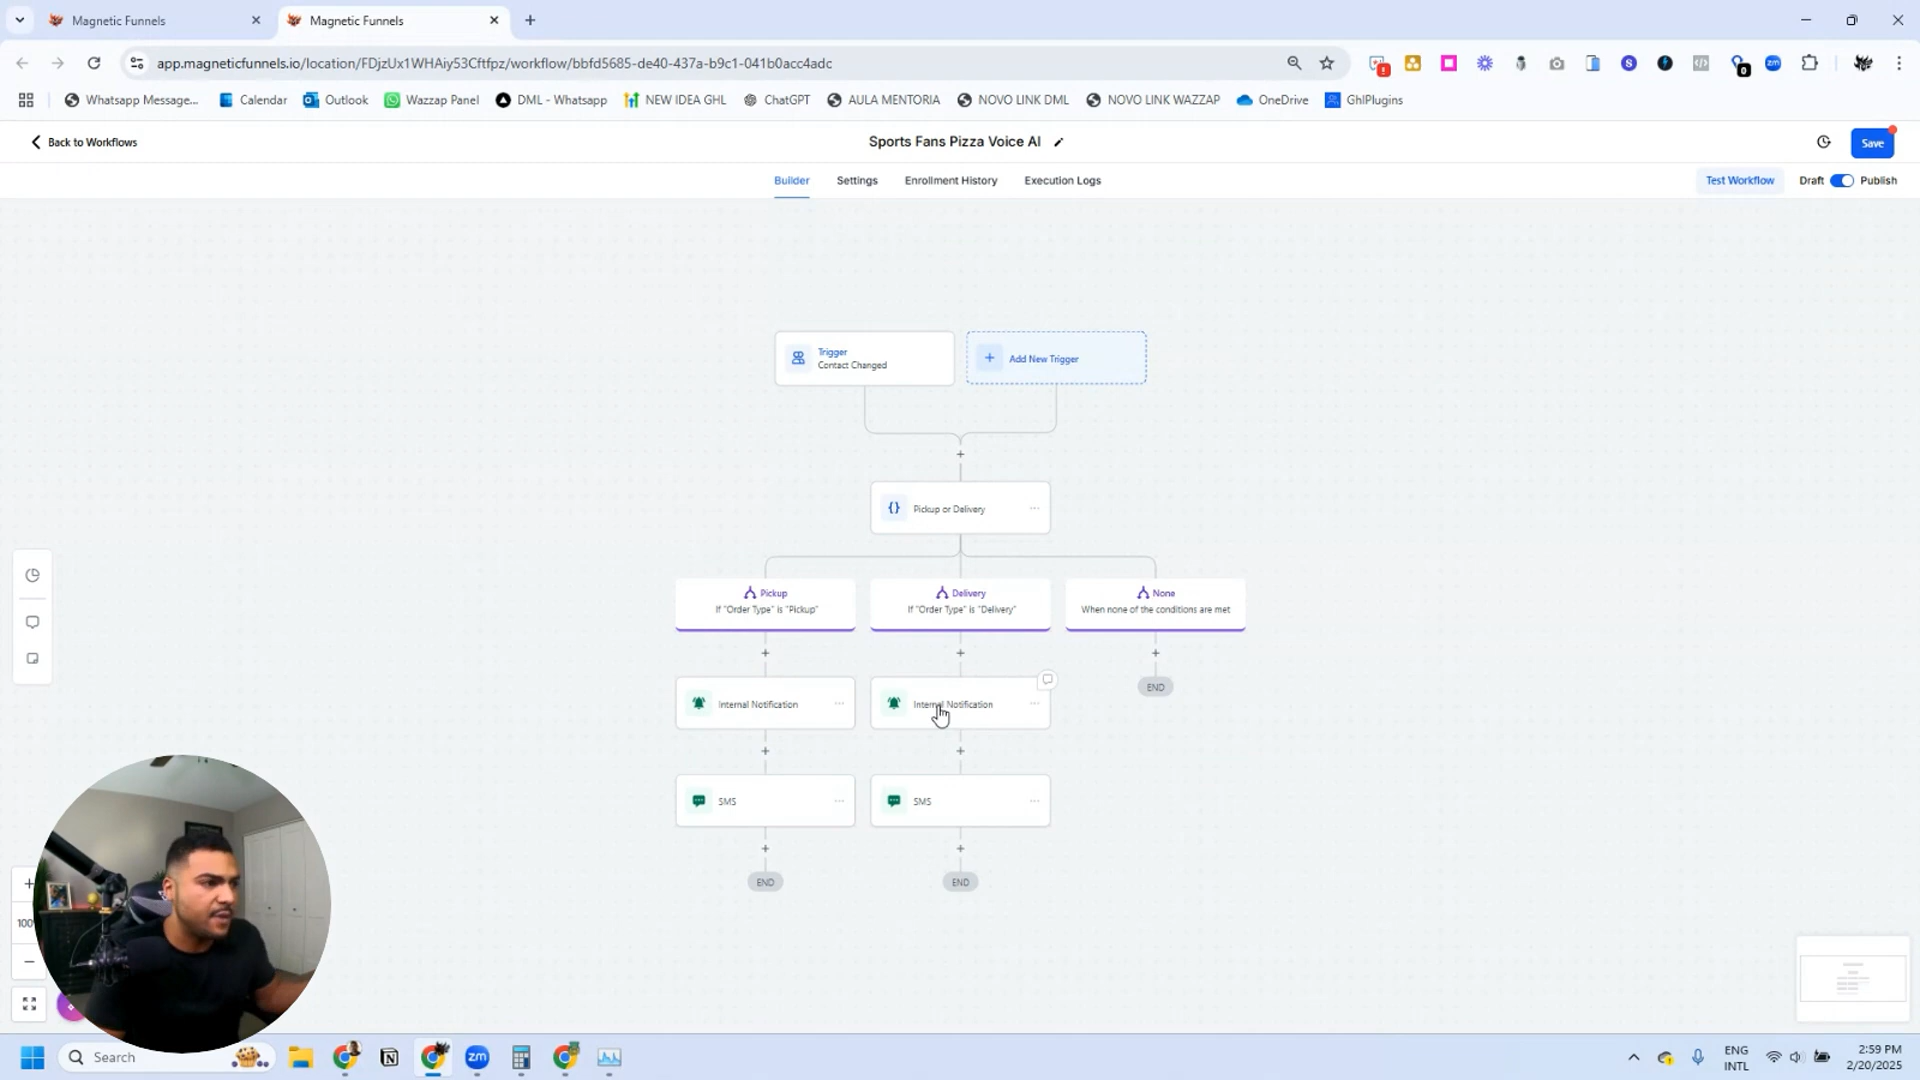 Magnetic Funnels
Magnetic Funnels
app.magneticfunnels.io/location/FDjzUx1WHAiy53Cftfpz/workflow/bbfd5685-de40-437a-b9c1-041b0acc4adc
Whatsapp Message...
Calendar
Outlook
Wazzap Panel
DML - Whatsapp
NEW IDEA GHL
ChatGPT
AULA MENTORIA
NOVO LINK DML
NOVO LINK WAZZAP
OneDrive
GhlPlugins
Back to Workflows
Sports Fans Pizza Voice AI
Save
Builder
Settings
Enrollment History
Execution Logs
Test Workflow
Draft
Publish
Trigger
Contact Changed
Add New Trigger
Pickup or Delivery
Pickup
If "Order Type" is "Pickup"
Delivery
If "Order Type" is "Delivery"
None
When none of the conditions are met
Internal Notification
Internal Notification
END
SMS
SMS
END
END
100
Search
ENG
INTL
2:59 PM
2/20/2025